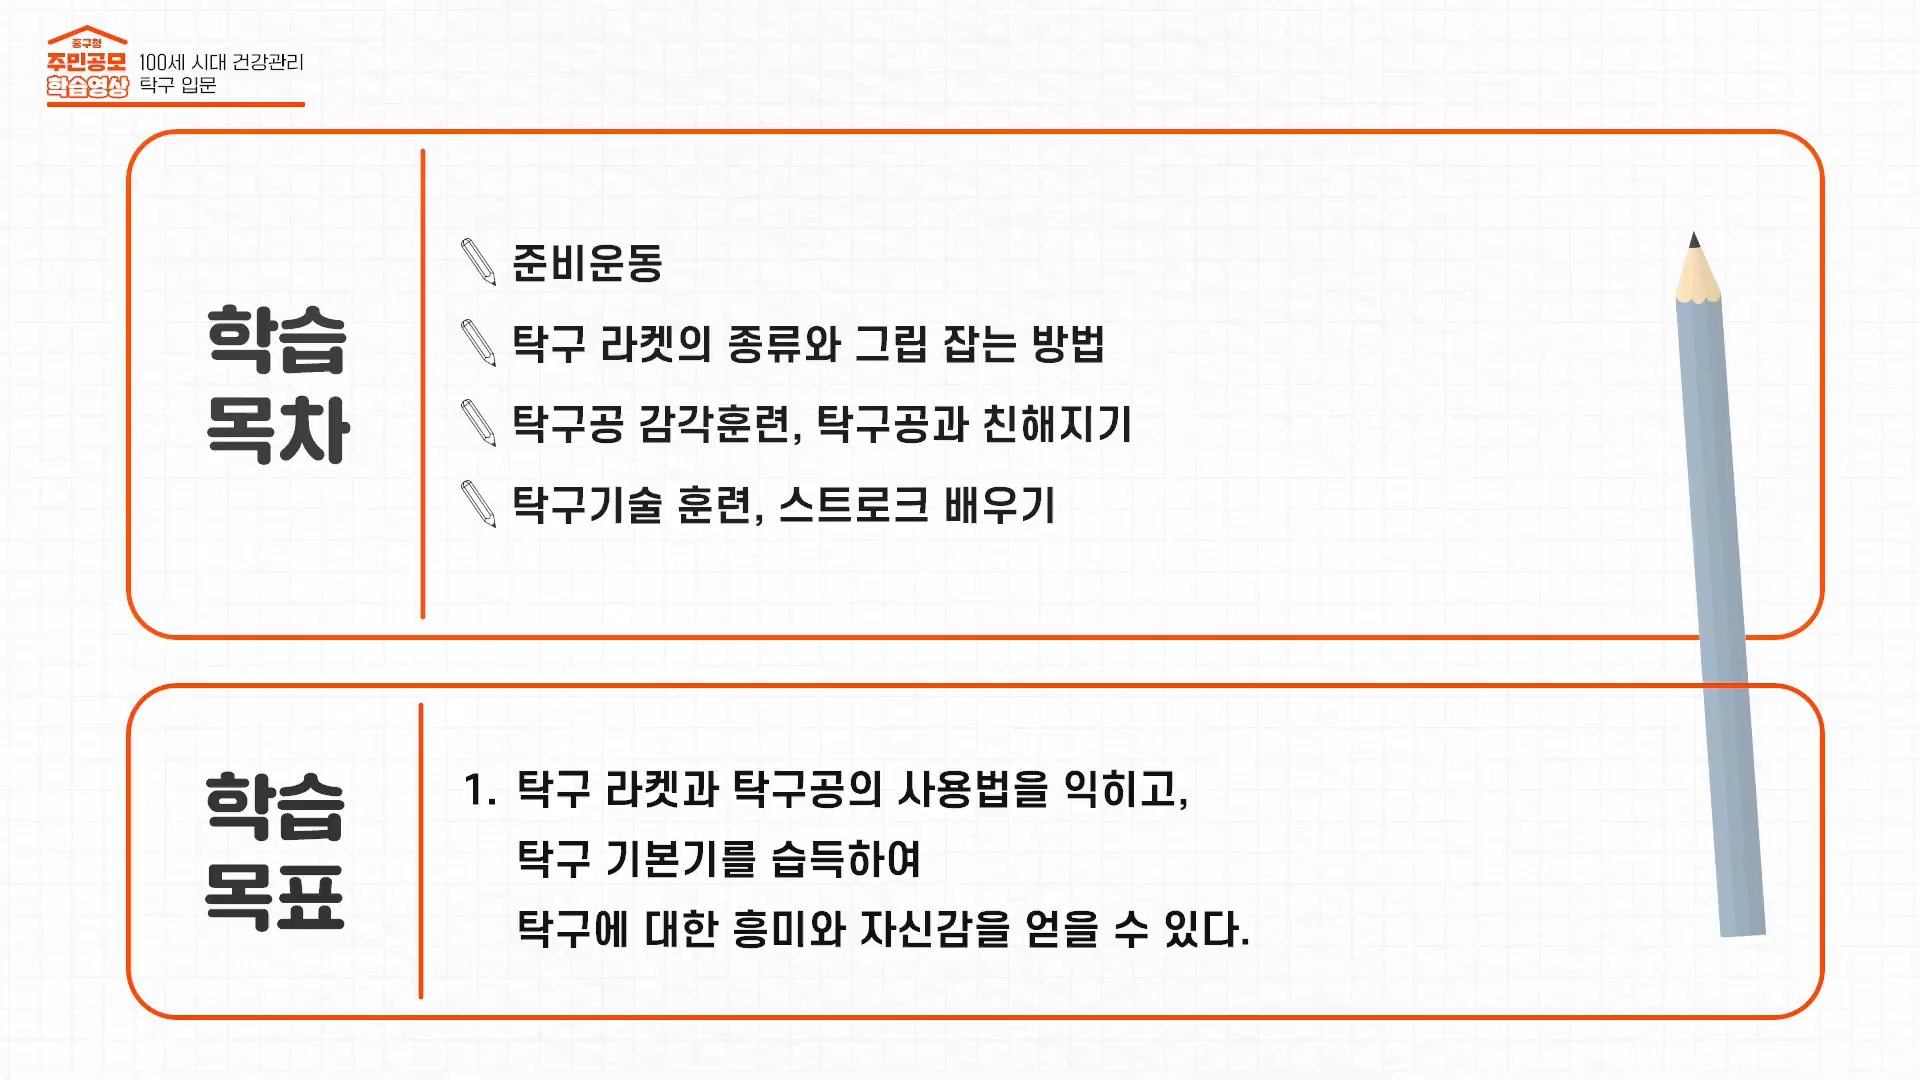 중구청
주민공모
학습영상
100세 시대 건강관리
탁구 입문
학습
목차
준비운동
탁구 라켓의 종류와 그립 잡는 방법
탁구공 감각훈련, 탁구공과 친해지기
탁구기술 훈련, 스트로크 배우기
학습
목표
1. 탁구 라켓과 탁구공의 사용법을 익히고,
탁구 기본기를 습득하여
탁구에 대한 흥미와 자신감을 얻을 수 있다.